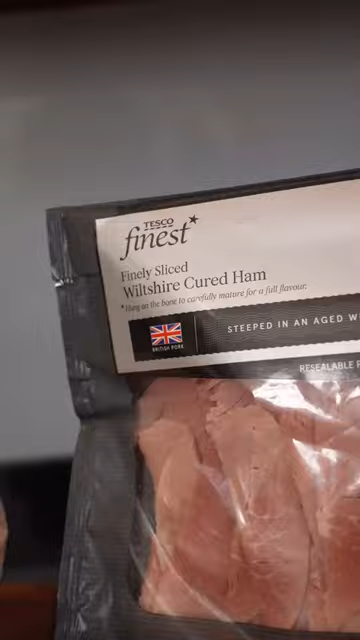 TESCO
finest*
Finely Sliced
Wiltshire Cured Ham
*Hung on the bone to carefully mature for a full flavour.
STEEPED IN AN AGED
BRITISH PORK
RESEALABLE